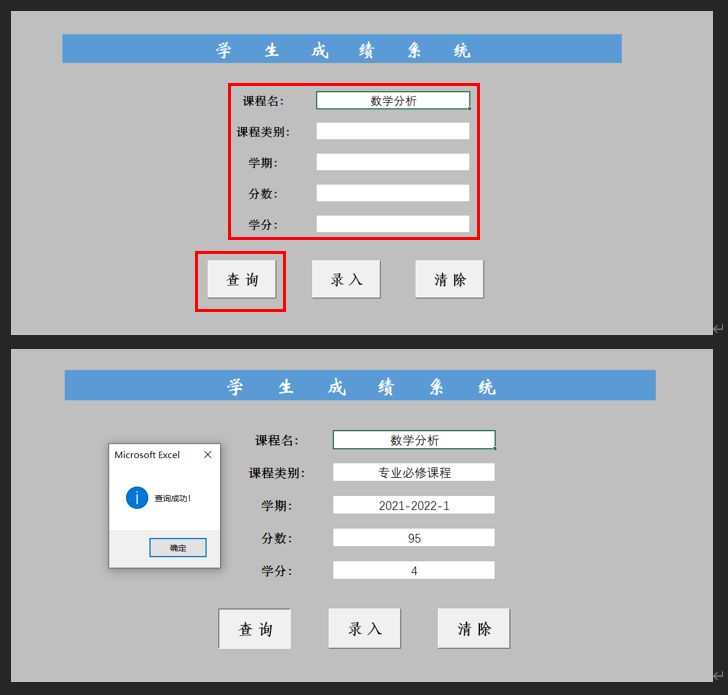 学 生 成 绩 系 统
课程名： 数学分析
课程类别：
学期：
分数：
学分：
查 询 录 入 清 除
学 生 成 绩 系 统
课程名： 数学分析
Microsoft Excel
课程类别： 专业必修课程
查询成功！
学期： 2021-2022-1
分数： 95
确定
学分： 4
查 询 录 入 清 除